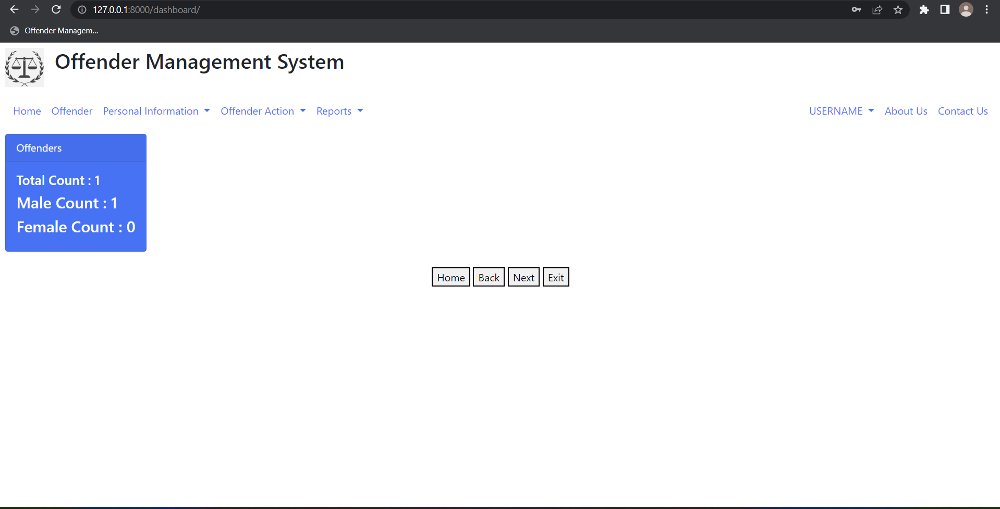 127.0.0.1:8000/dashboard/
Offender Managem...
Offender Management System
Home Offender Personal Information Offender Action Reports USERNAME About Us Contact Us
Offenders
Total Count : 1
Male Count : 1
Female Count : 0
Home Back Next Exit